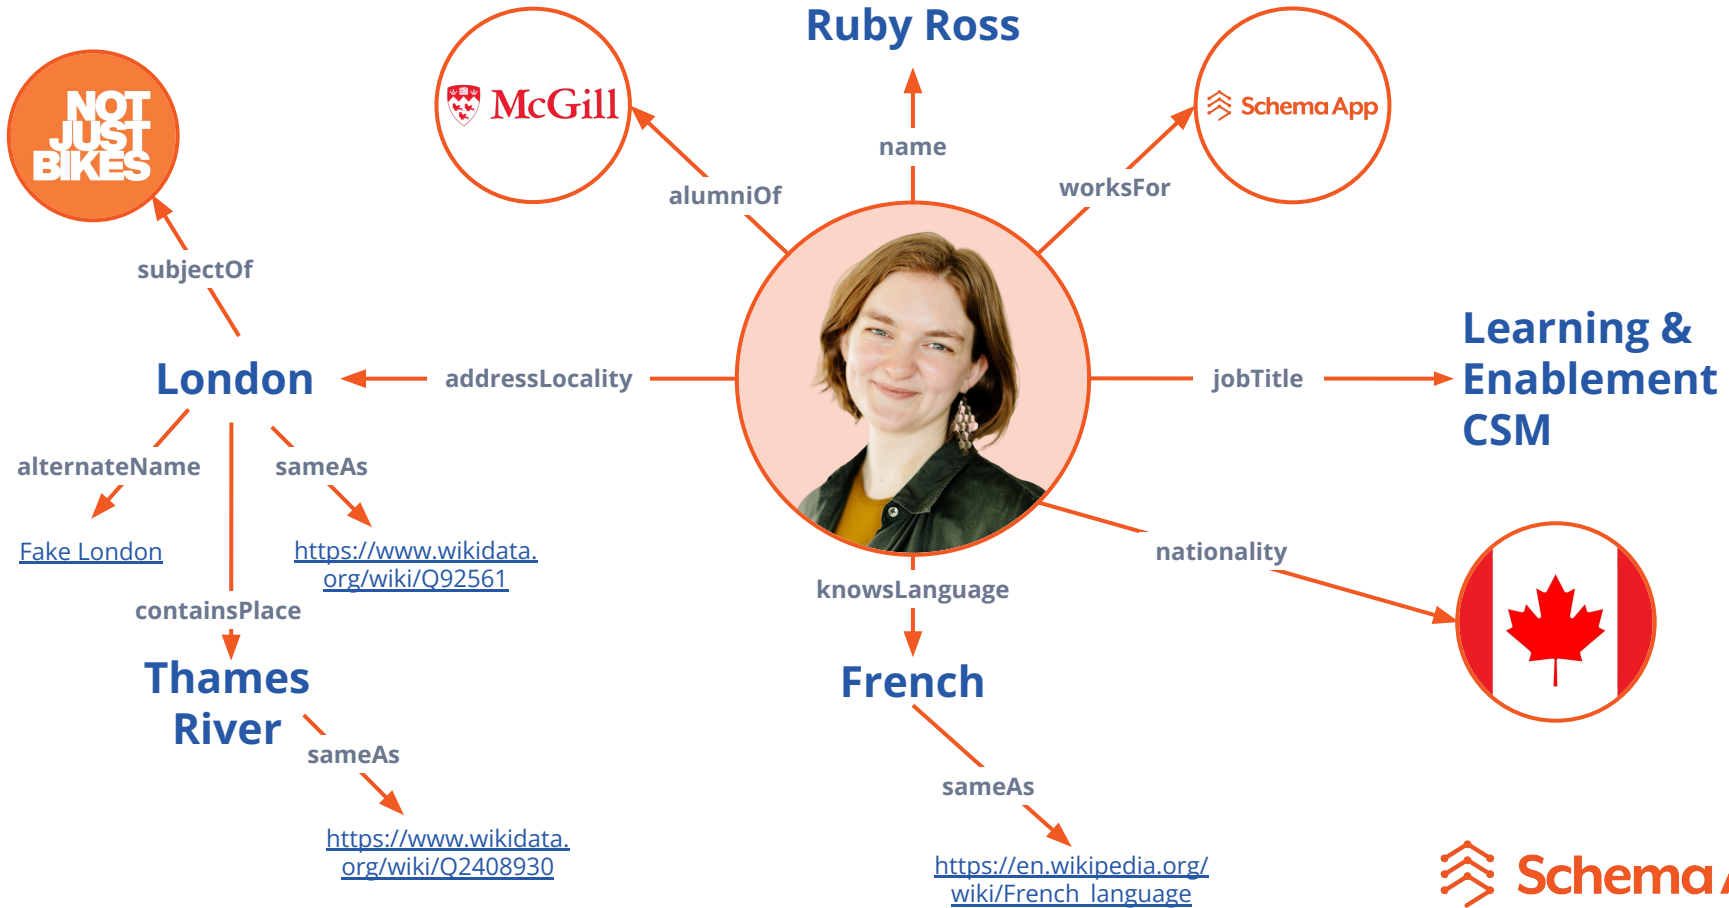 Ruby Ross
NOT
JUST
BIKES
McGill
Schema App
name
alumniOf
worksFor
subjectOf
London
addressLocality
jobTitle
Learning &
Enablement
CSM
alternateName
sameAs
Fake London
https://www.wikidata.
org/wiki/Q92561
nationality
knowsLanguage
containsPlace
Thames
River
French
sameAs
sameAs
https://www.wikidata.
org/wiki/Q2408930
https://en.wikipedia.org/
wiki/French_language
Schema A